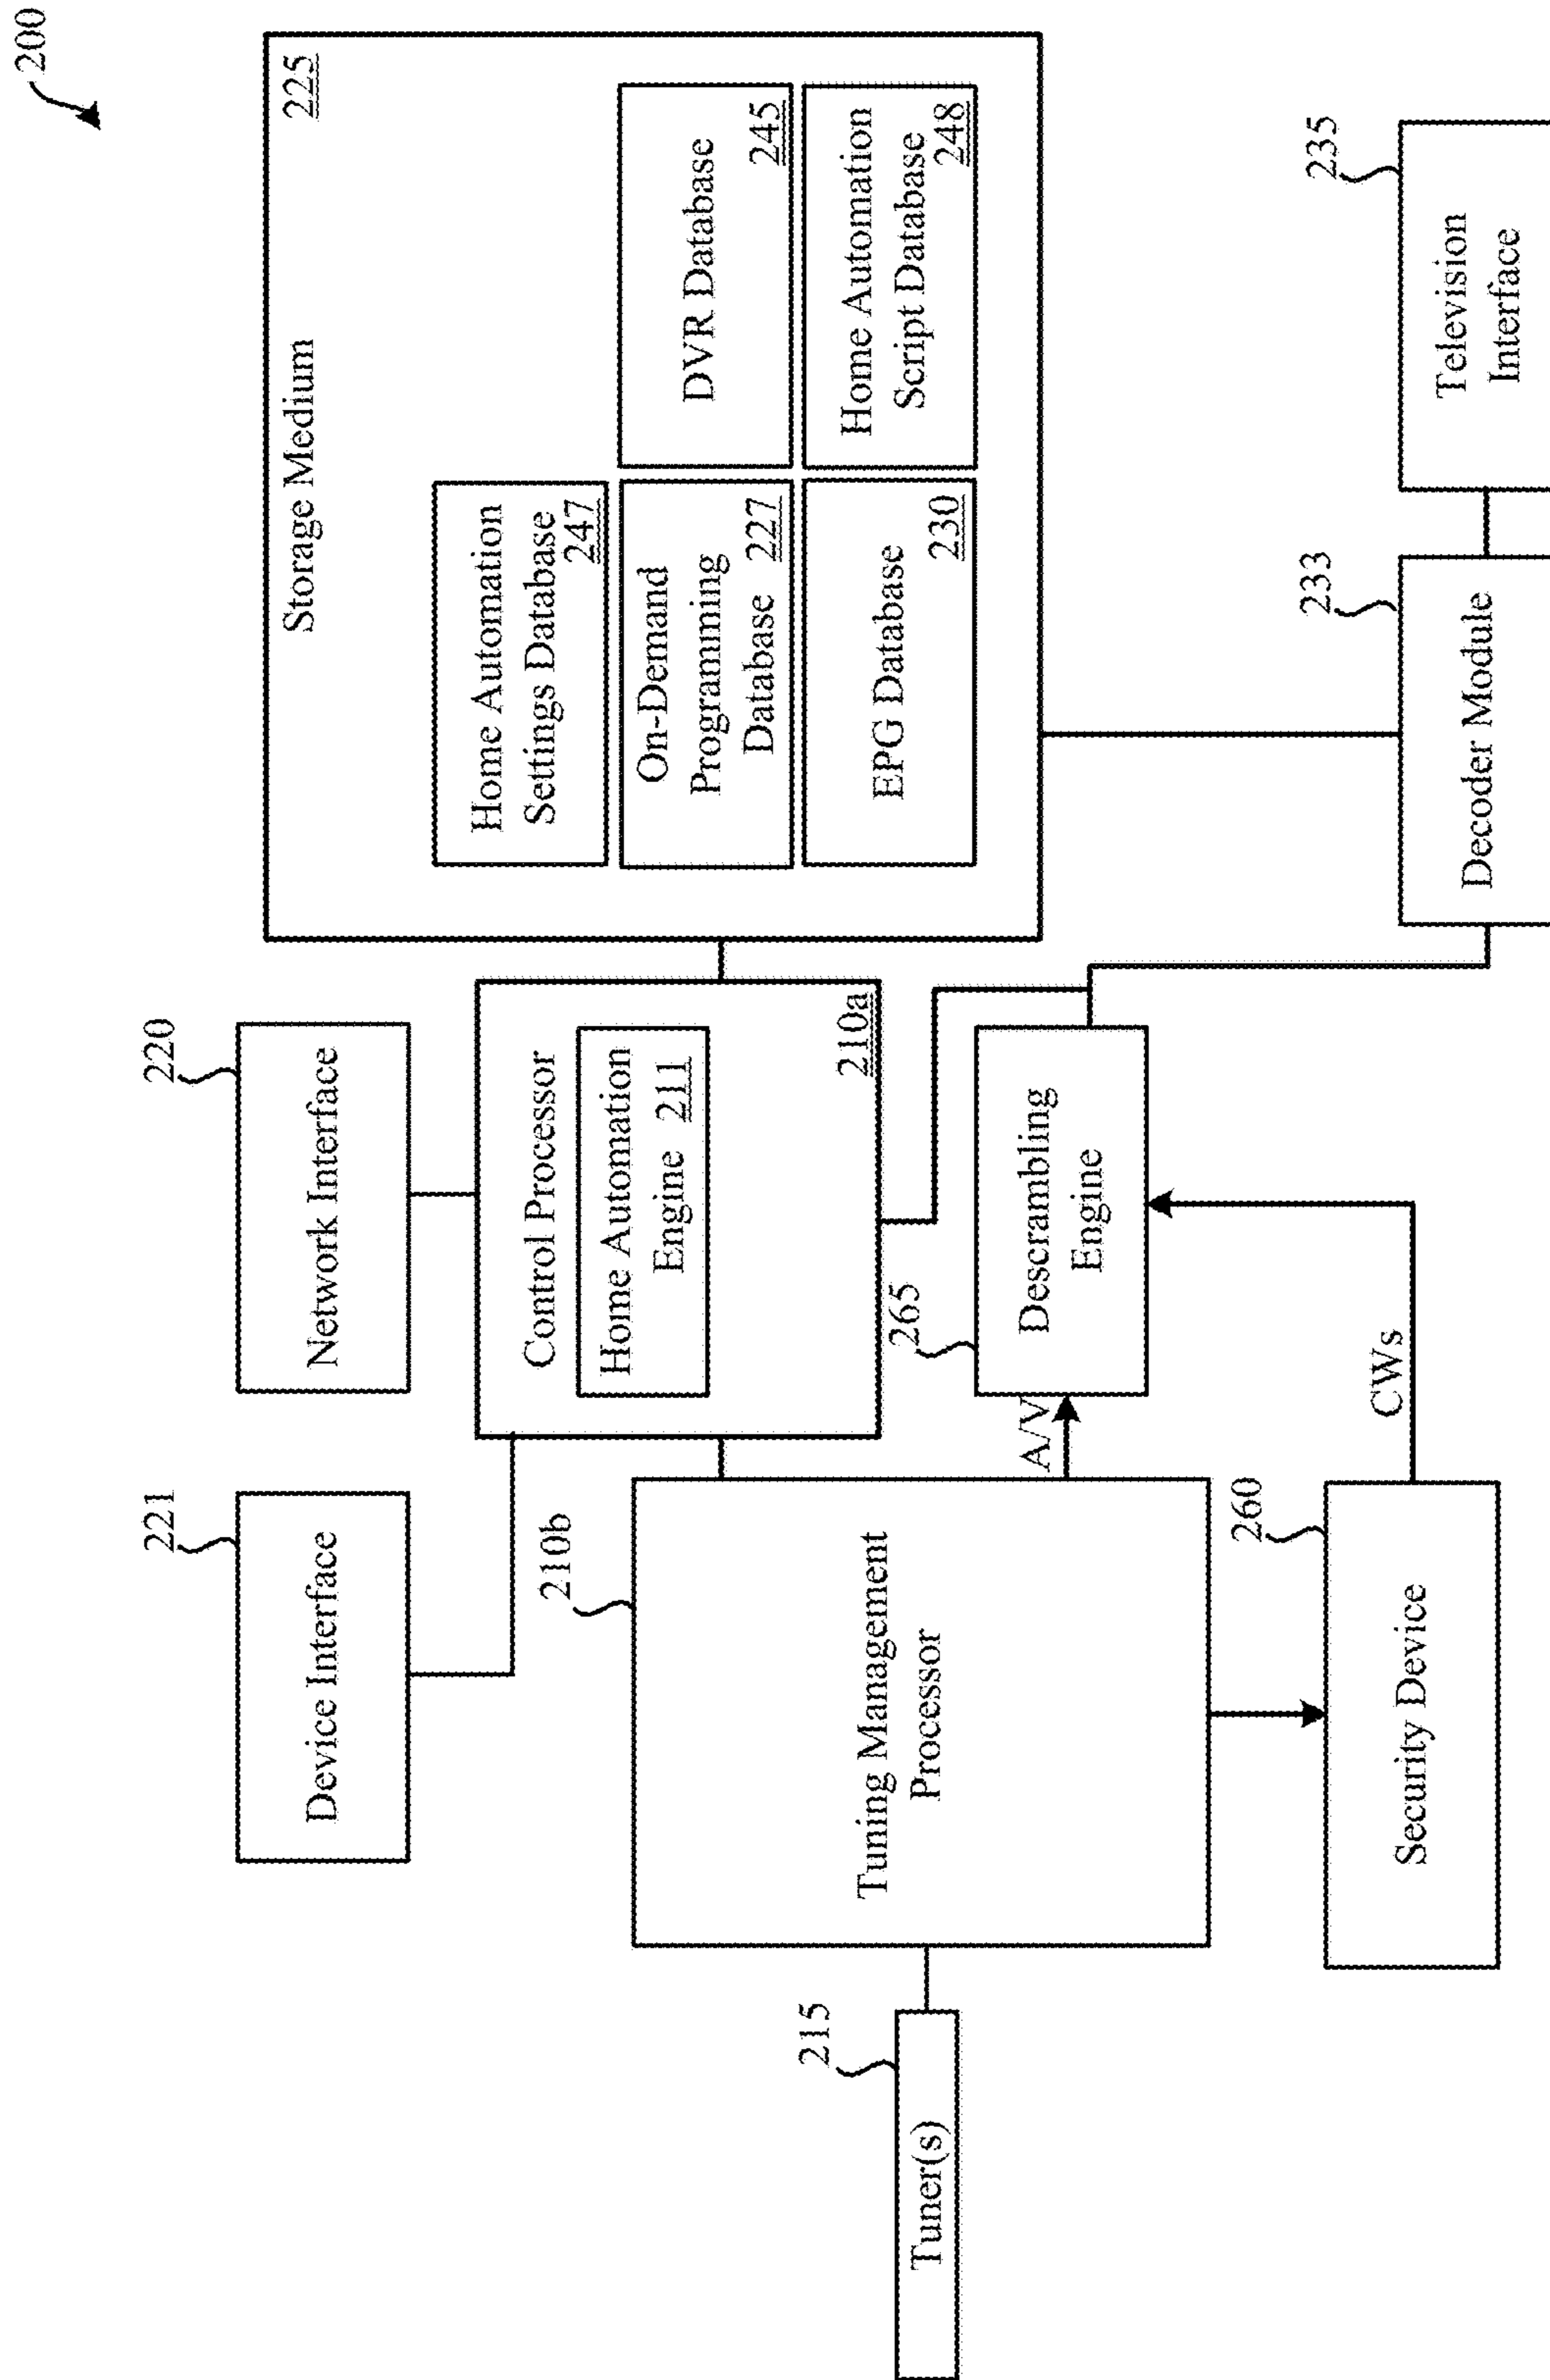 200
Storage Medium
225
Home Automation
Settings Database
247
On-Demand
Programming
Database
227
DVR Database
245
EPG Database
230
Home Automation
Script Database
248
221
Device Interface
220
Network Interface
Control Processor
Home Automation
Engine 211
210a
210b
Tuning Management
Processor
215
Tuner(s)
A/V
265
Descrambling
Engine
CWs
260
Security Device
233
Decoder Module
235
Television
Interface